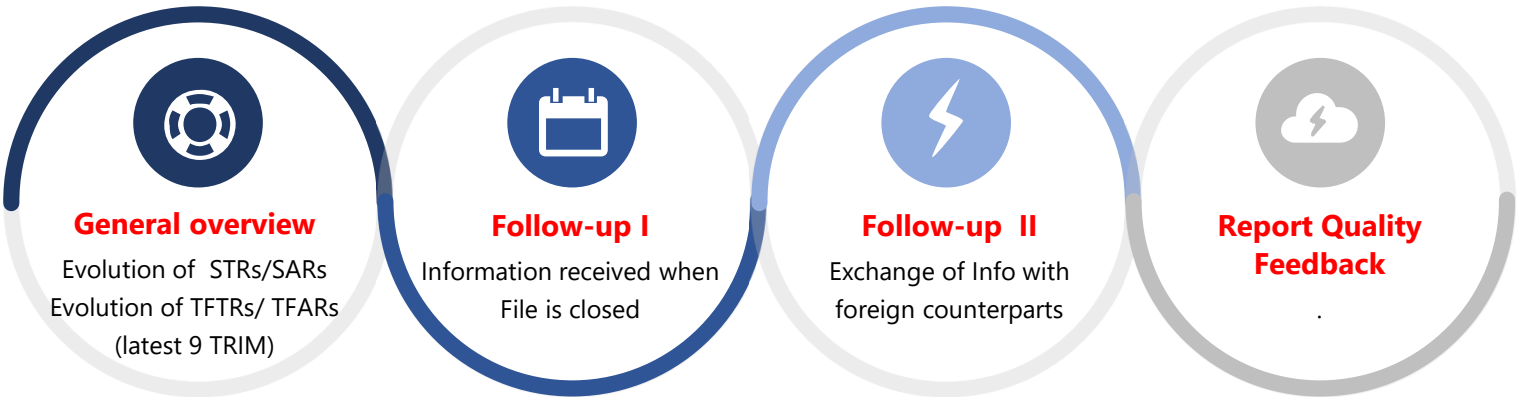 General overview
Evolution of STRs/SARs
Evolution of TFTRs/ TFARs
(latest 9 TRIM)
Follow-up I
Information received when
File is closed
Follow-up II
Exchange of Info with
foreign counterparts
Report Quality
Feedback
.